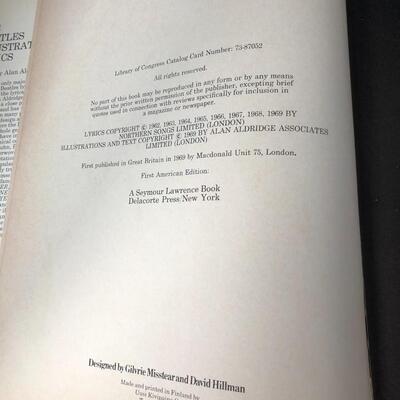 TLES
USTRAT
ICS
y Alan Al
Library of Congress Catalog Card Number: 73-87052
All rights reserved.
No part of this book may be reproduced in any form or by any means
without the prior written permission of the publisher, excepting brief
quotes used in connection with reviews specifically for inclusion in
a magazine or newspaper.
LYRICS COPYRIGHT © 1962, 1963, 1964, 1965, 1966, 1967, 1968, 1969 BY
NORTHERN SONGS LIMITED (LONDON)
ILLUSTRATIONS AND TEXT COPYRIGHT © 1969 BY ALAN ALDRIDGE ASSOCIATES
LIMITED (LONDON)
First published in Great Britain in 1969 by Macdonald Unit 75, London.
First American Edition:
A Seymour Lawrence Book
Delacorte Press/New York
Designed by Gilvrie Misstear and David Hillman
Made and printed in Finland by